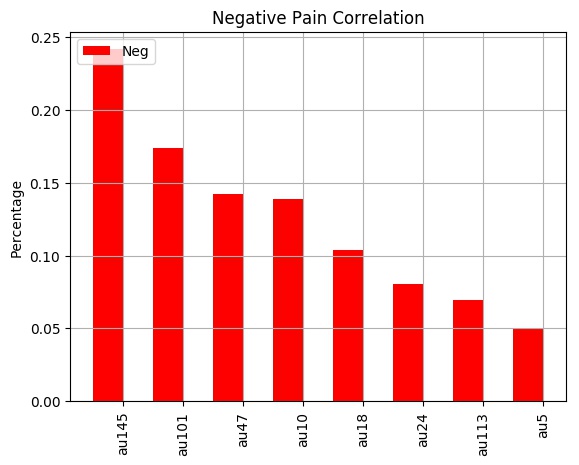 Negative Pain Correlation
Neg
Percentage
0.25
0.20
0.15
0.10
0.05
0.00
au145
au101
au47
au10
au18
au24
au113
au5